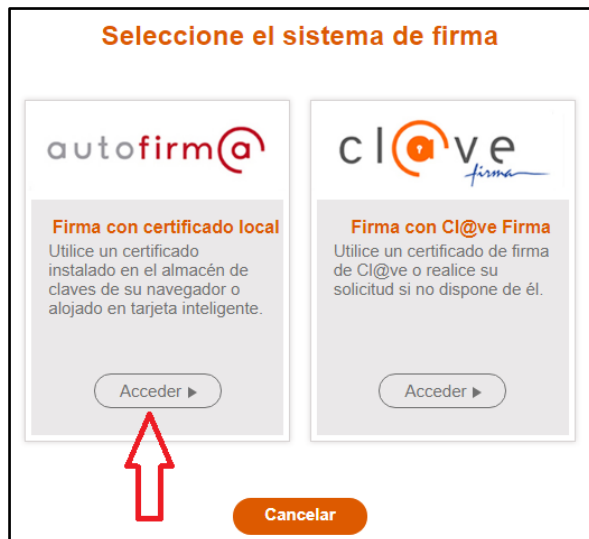 Seleccione el sistema de firma
autofirm@
Firma con certificado local
Utilice un certificado
instalado en el almacén de
claves de su navegador o
alojado en tarjeta inteligente.
Acceder
cl@ve
firma
Firma con Cl@ve Firma
Utilice un certificado de firma
de Cl@ve o realice su
solicitud si no dispone de él.
Acceder
Cancelar